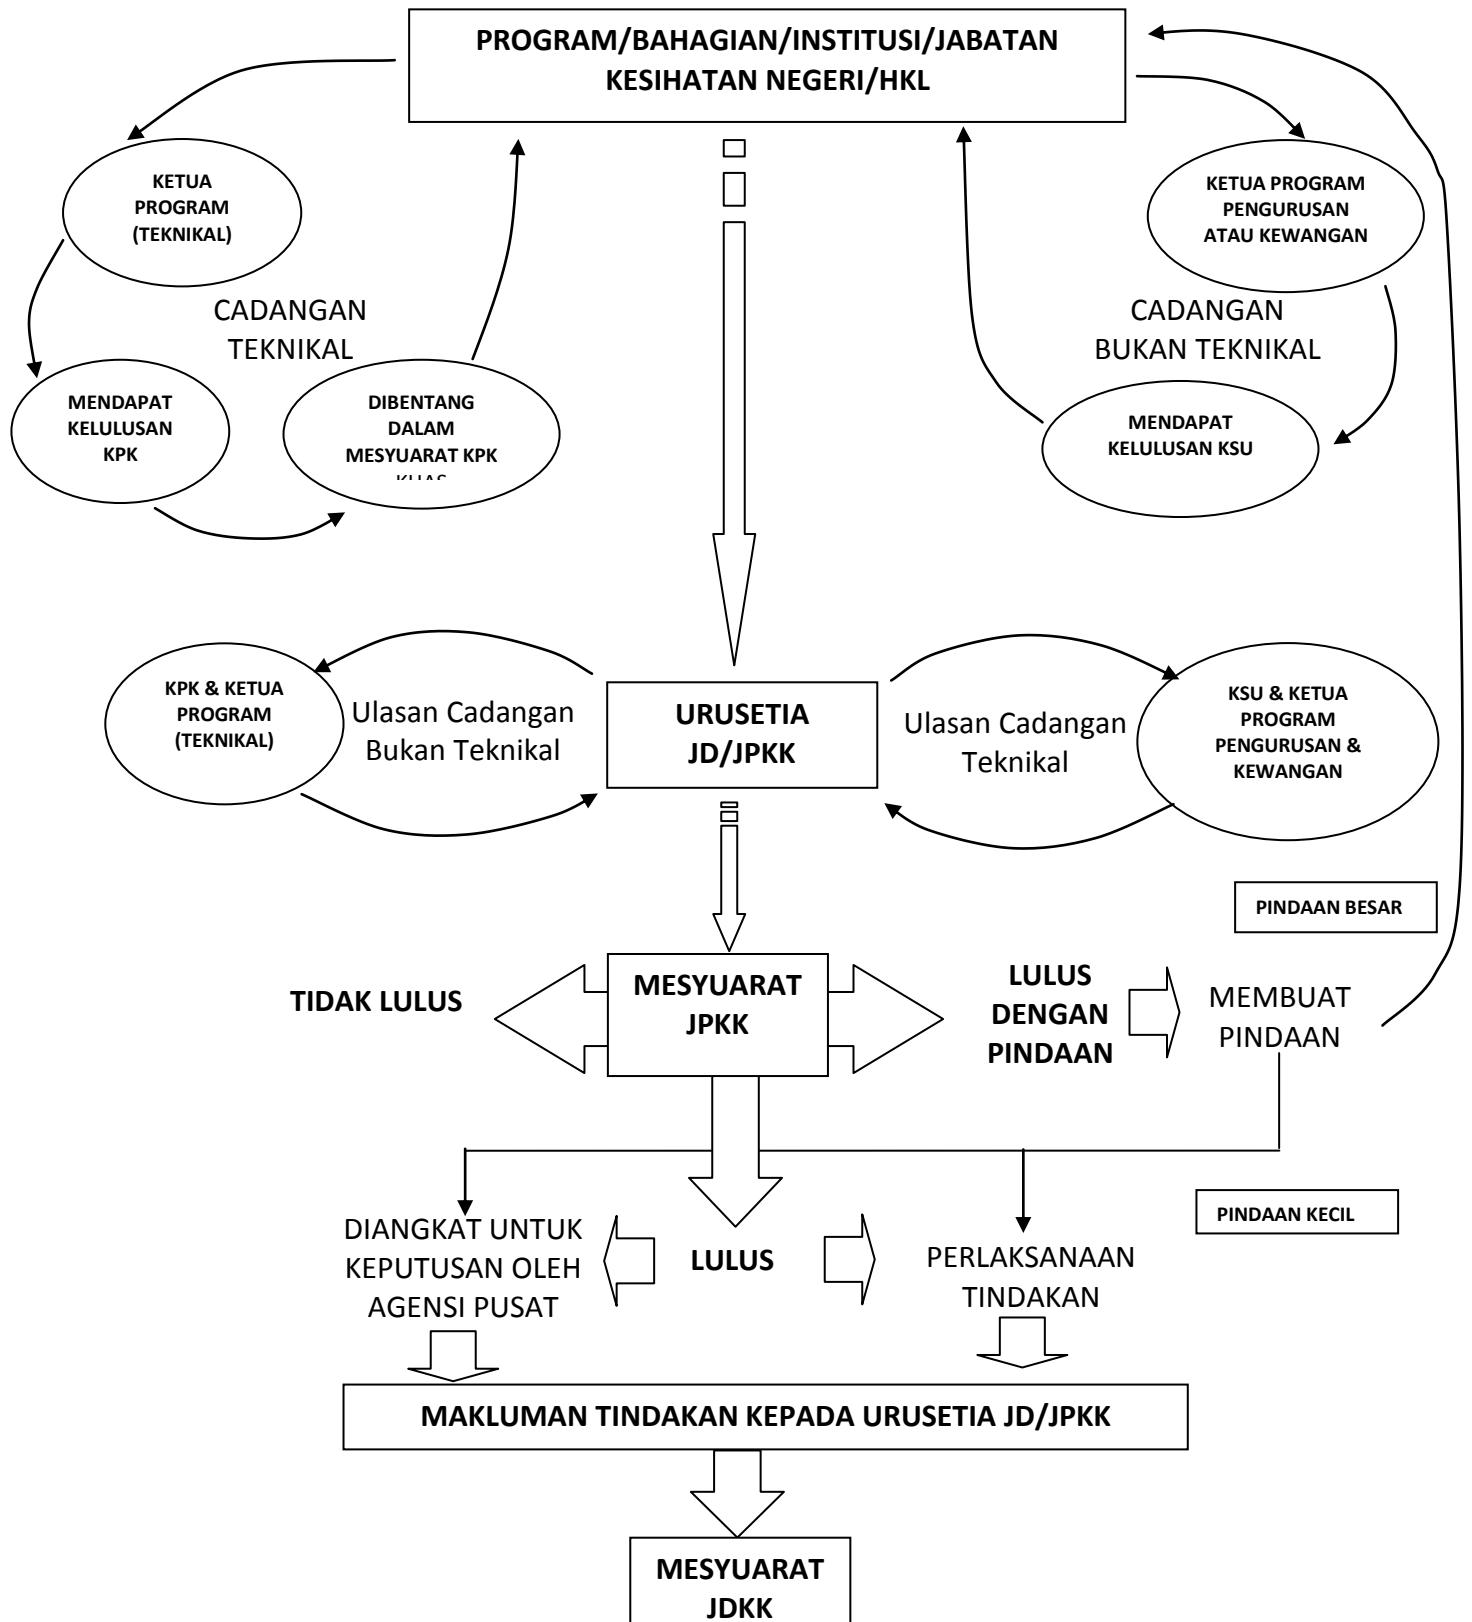 PROGRAM/BAHAGIAN/INSTITUSI/JABATAN
KESIHATAN NEGERI/HKL
KETUA
PROGRAM
(TEKNIKAL)
KETUA PROGRAM
PENGURUSAN
ATAU KEWANGAN
CADANGAN
TEKNIKAL
CADANGAN
BUKAN TEKNIKAL
MENDAPAT
KELULUSAN
KPK
DIBENTANG
DALAM
MESYUARAT KPK
MENDAPAT
KELULUSAN KSU
KPK & KETUA
PROGRAM
(TEKNIKAL)
Ulasan Cadangan
Bukan Teknikal
URUSETIA
JD/JPKK
Ulasan Cadangan
Teknikal
KSU & KETUA
PROGRAM
PENGURUSAN &
KEWANGAN
PINDAAN BESAR
TIDAK LULUS
MESYUARAT
JPKK
LULUS
DENGAN
PINDAAN
MEMBUAT
PINDAAN
PINDAAN KECIL
DIANGKAT UNTUK
KEPUTUSAN OLEH
AGENSI PUSAT
LULUS
PERLAKSANAAN
TINDAKAN
MAKLUMAN TINDAKAN KEPADA URUSETIA JD/JPKK
MESYUARAT
JDKK